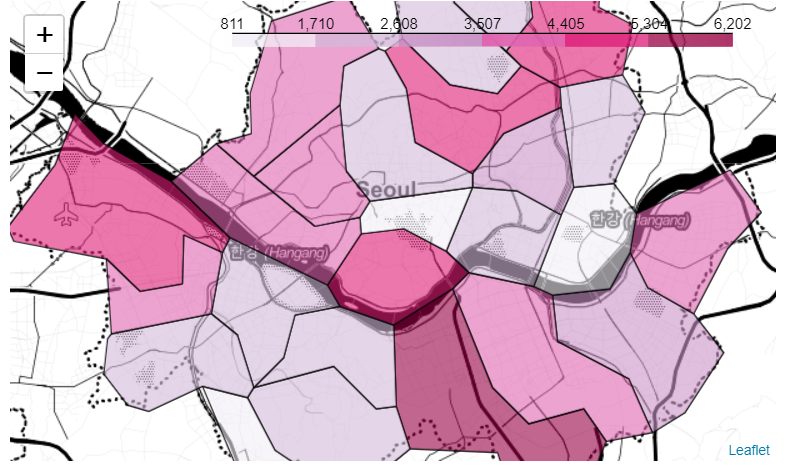 +
−
811 1,710 2,608 3,507 4,405 5,304 6,202
Seoul
한강 (Hangang)
한강 (Hangang)
Leaflet